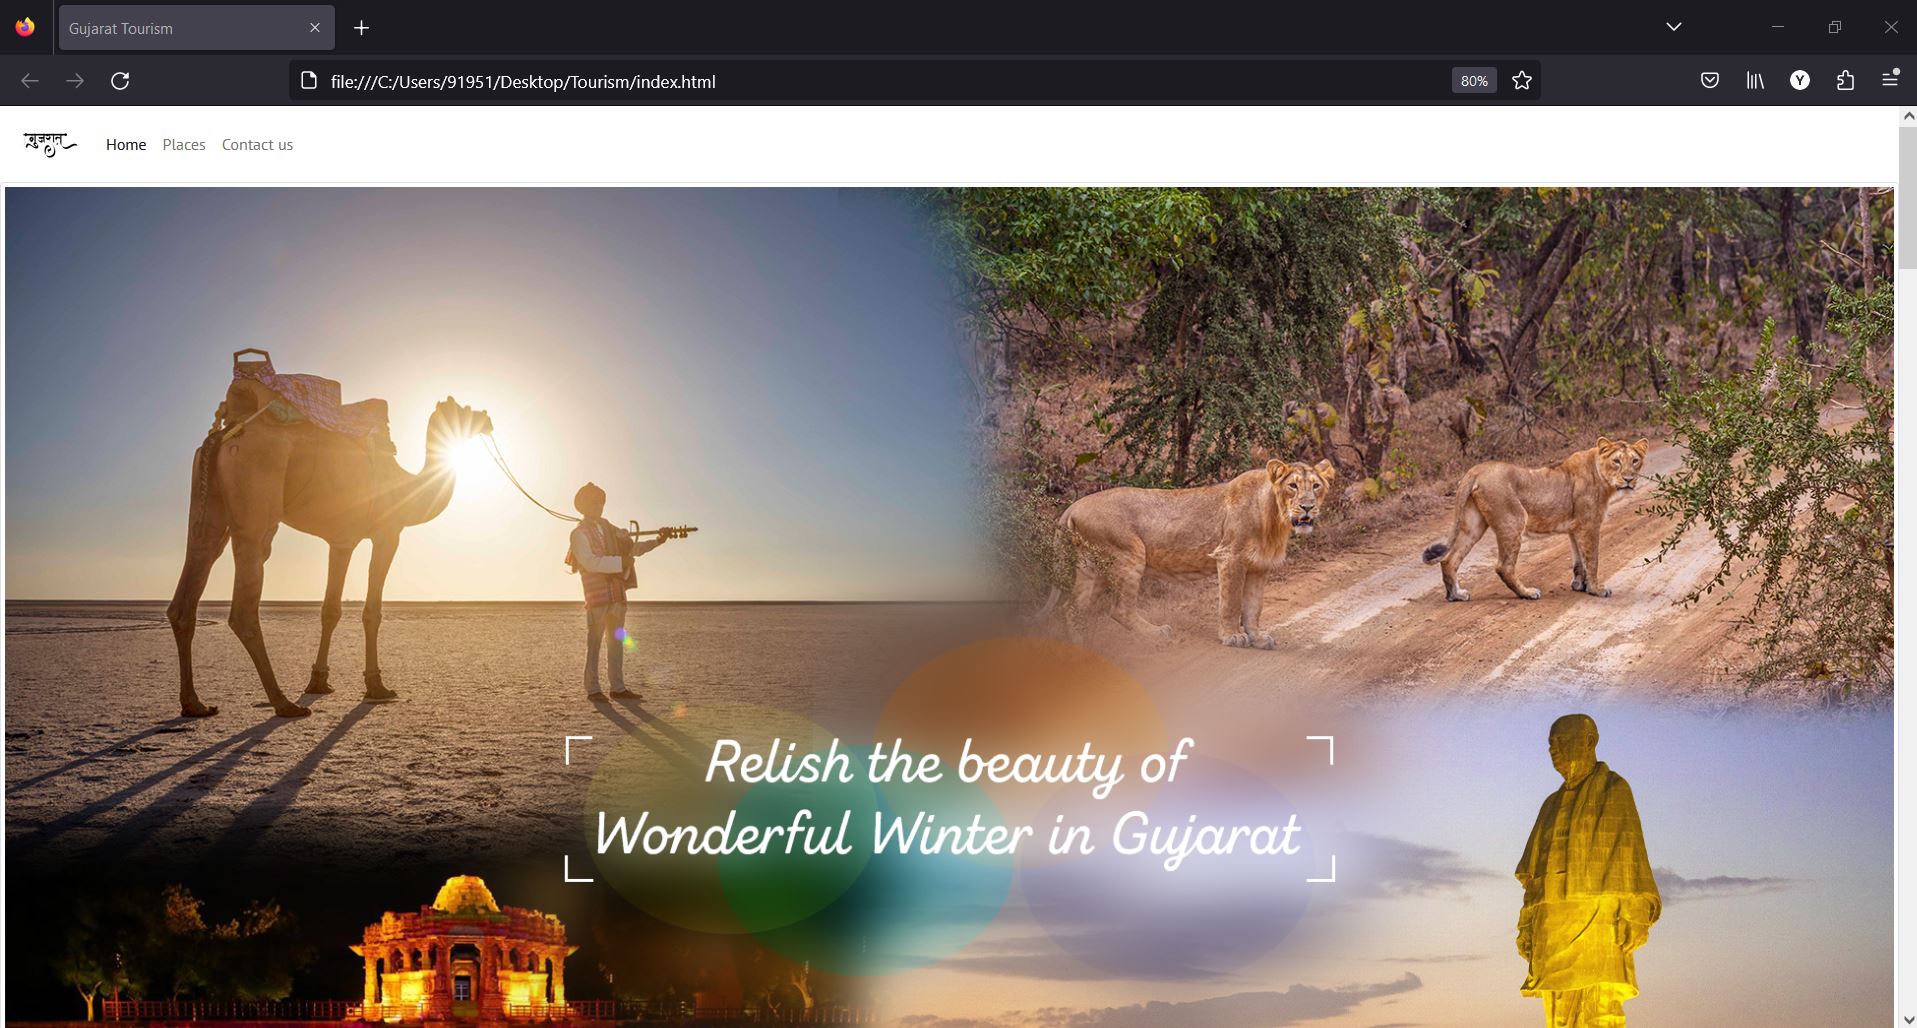 Gujarat Tourism
file:///C:/Users/91951/Desktop/Tourism/index.html
80%
Y
गुजरात
Home Places Contact us
Relish the beauty of
Wonderful Winter in Gujarat